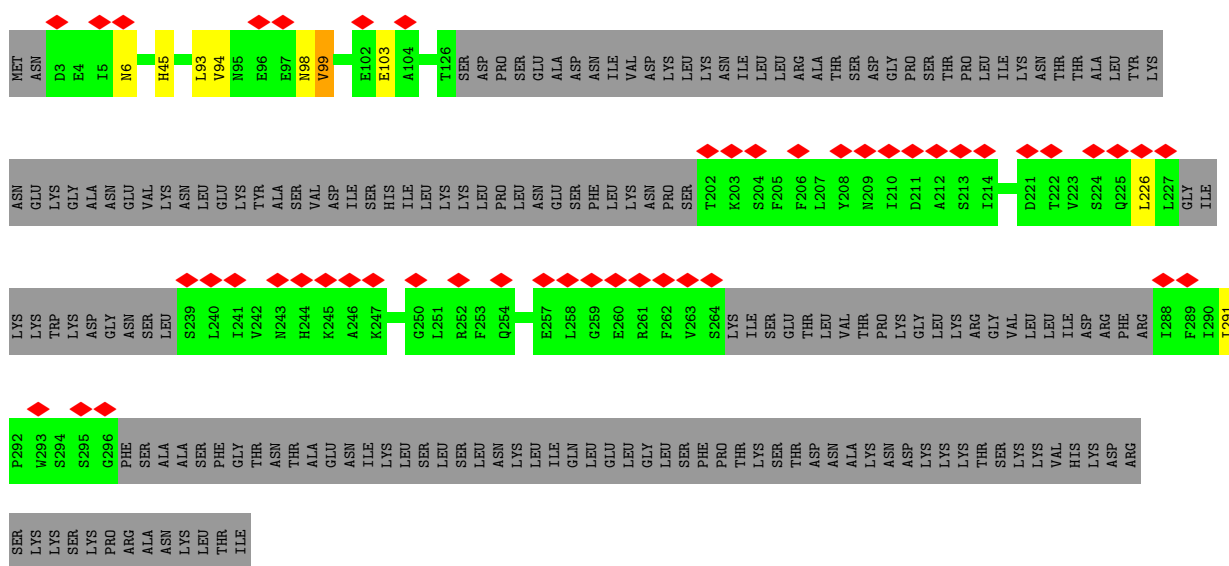 MET ASN D3 E4 I5 N6 H45 L93 V94 N95 E96 E97 N98 V99 E102 E103 A104 T126 SER ASP PRO SER GLU ALA ASP ASN ILE VAL ASP LYS LEU LYS ASN ILE LEU LEU ARG ALA THR SER ASP GLY PRO SER THR PRO LEU ILE LYS ASN THR THR ALA LEU TYR LYS
ASN GLU LYS GLY ALA ASN GLU VAL LYS ASN LEU GLU LYS TYR ALA SER VAL ASP ILE SER HIS ILE LEU LYS LYS LEU PRO LEU ASN GLU SER PHE LEU LYS ASN PRO SER T202 K203 S204 F205 F206 L207 Y208 N209 I210 D211 A212 S213 I214 D221 T222 V223 S224 Q225 L226 L227 GLY ILE
LYS LYS TRP LYS ASP GLY ASN SER LEU S239 L240 I241 V242 N243 H244 K245 A246 K247 G250 L251 R252 F253 Q254 E257 L258 G259 E260 R261 F262 V263 S264 LYS ILE SER GLU THR LEU VAL THR PRO LYS GLY LEU LYS ARG GLY VAL LEU LEU ILE ASP ARG PHE ARG I288 F289 I290 I291
P292 W293 S294 S295 G296 PHE SER ALA ALA SER PHE GLY THR ASN THR ALA GLU ASN ILE LYS LEU SER LEU SER LEU ASN LYS LEU ILE GLN LEU GLU LEU GLY LEU SER PHE PRO THR LYS SER THR ASP ASN ALA LYS ASN ASP LYS LYS LYS THR SER LYS LYS VAL HIS LYS ASP ARG
SER LYS LYS SER LYS PRO ARG ALA ASN LYS LEU THR ILE